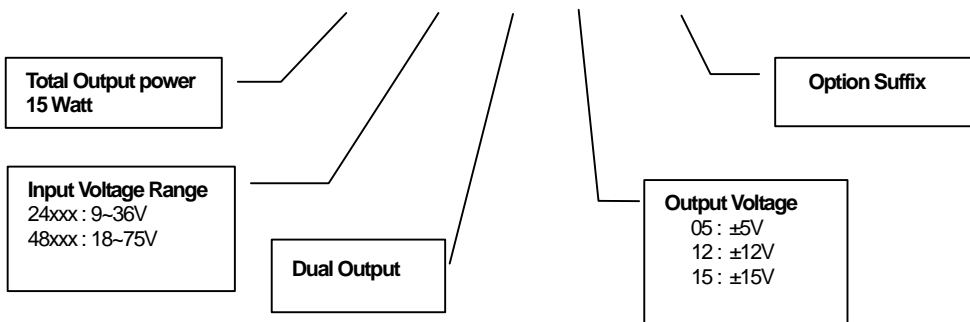 Total Output power
15 Watt
Option Suffix
Input Voltage Range
24xxx : 9~36V
48xxx : 18~75V
Dual Output
Output Voltage
05 : ±5V
12 : ±12V
15 : ±15V